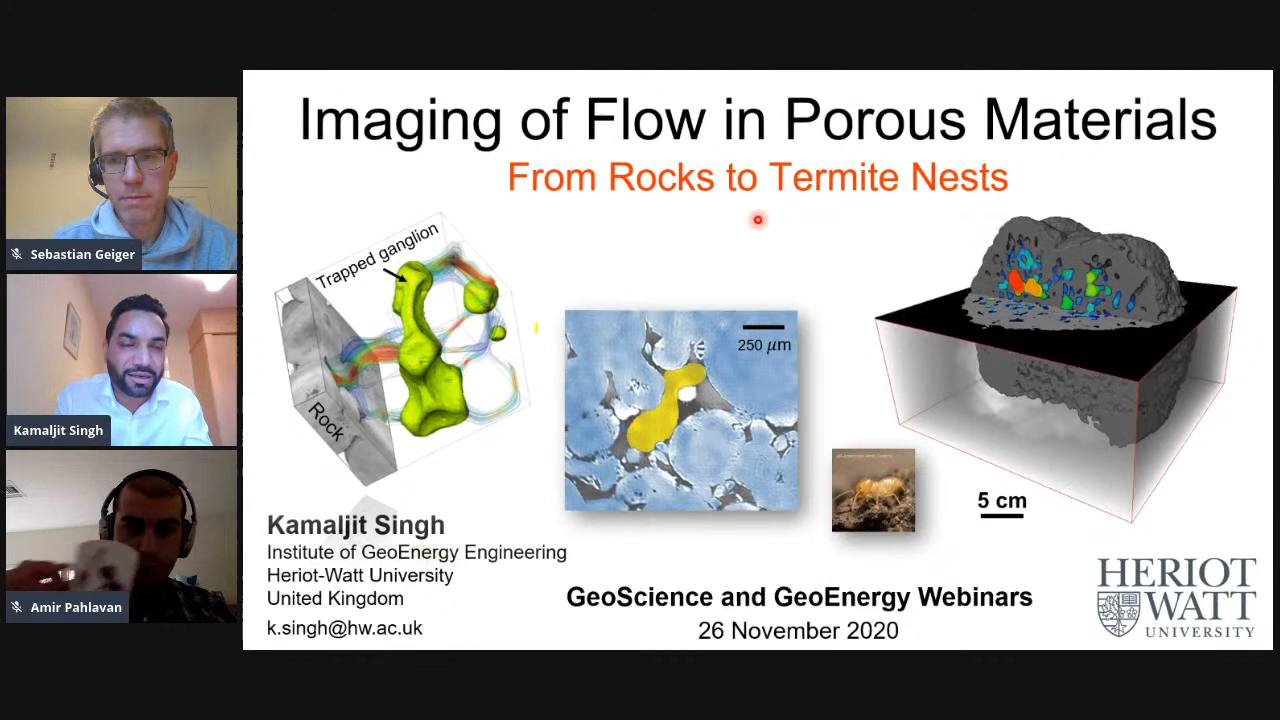 Imaging of Flow in Porous Materials
From Rocks to Termite Nests
Sebastian Geiger
Kamaljit Singh
Amir Pahlavan
Trapped ganglion
Rock
250 μm
5 cm
Kamaljit Singh
Institute of GeoEnergy Engineering
Heriot-Watt University
United Kingdom
k.singh@hw.ac.uk
GeoScience and GeoEnergy Webinars
26 November 2020
HERIOT
WATT
UNIVERSITY